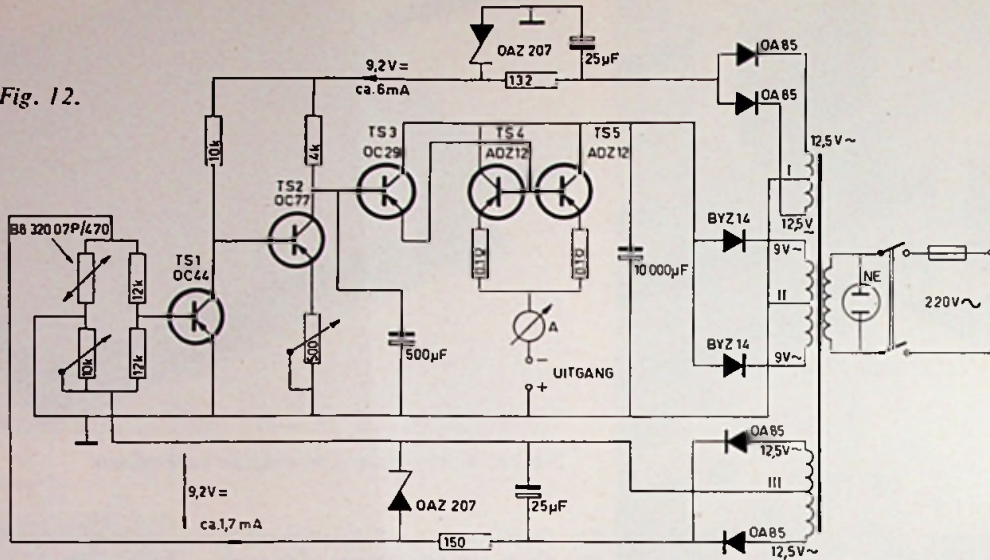 Fig. 12.
OAZ 207
25µF
9,2V=
ca.6mA
132
OA85
OA85
12,5V~
I
12,5V~
10k
4k
TS3
OC29
TS4
ADZ12
TS5
ADZ12
TS2
OC77
B8 320 07P/470
12k
TS1
OC44
10k
12k
500
500µF
0,1Ω
0,1Ω
A
−
UITGANG
+
10 000µF
BYZ14
9V~
II
BYZ14
9V~
NE
220V~
9,2V=
ca.1,7mA
OAZ 207
25µF
150
OA85
12,5V~
III
OA85
12,5V~